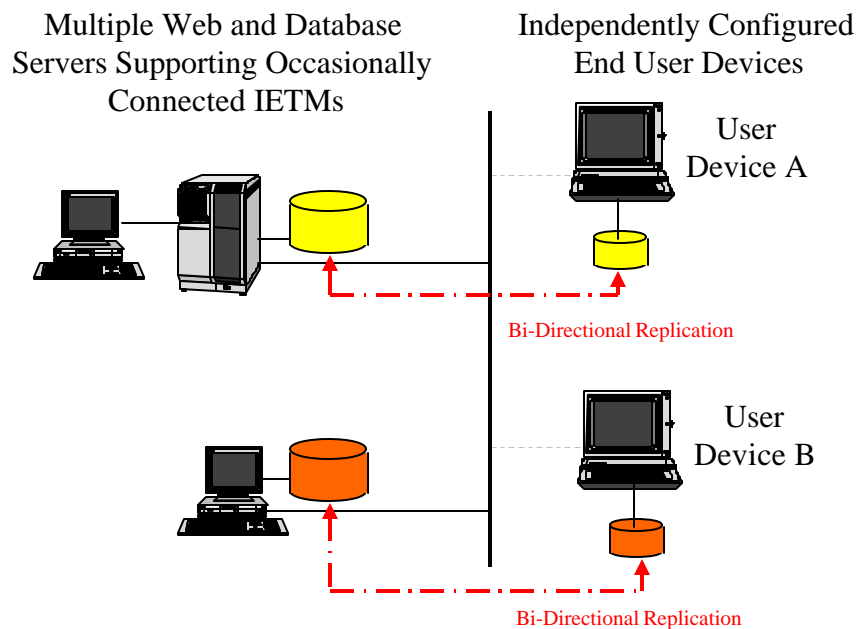 Multiple Web and Database
Servers Supporting Occasionally
Connected IETMs
Independently Configured
End User Devices
User
Device A
Bi-Directional Replication
User
Device B
Bi-Directional Replication